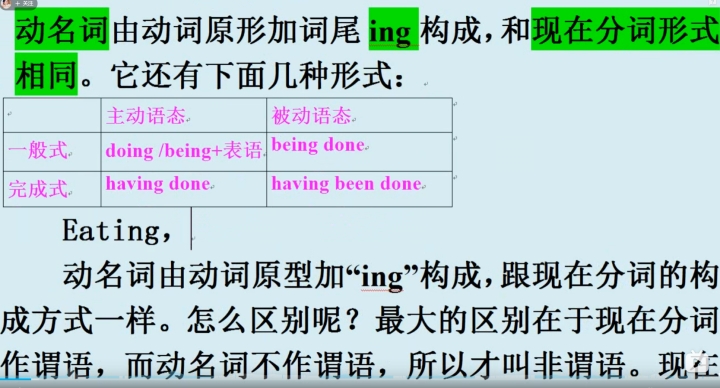 + 关注
动名词由动词原形加词尾 ing 构成，和现在分词形式
相同。它还有下面几种形式：
主动语态 被动语态
一般式 doing /being+表语 being done
完成式 having done having been done
Eating，
动名词由动词原型加“ing”构成，跟现在分词的构
成方式一样。怎么区别呢？最大的区别在于现在分词
作谓语，而动名词不作谓语，所以才叫非谓语。现在